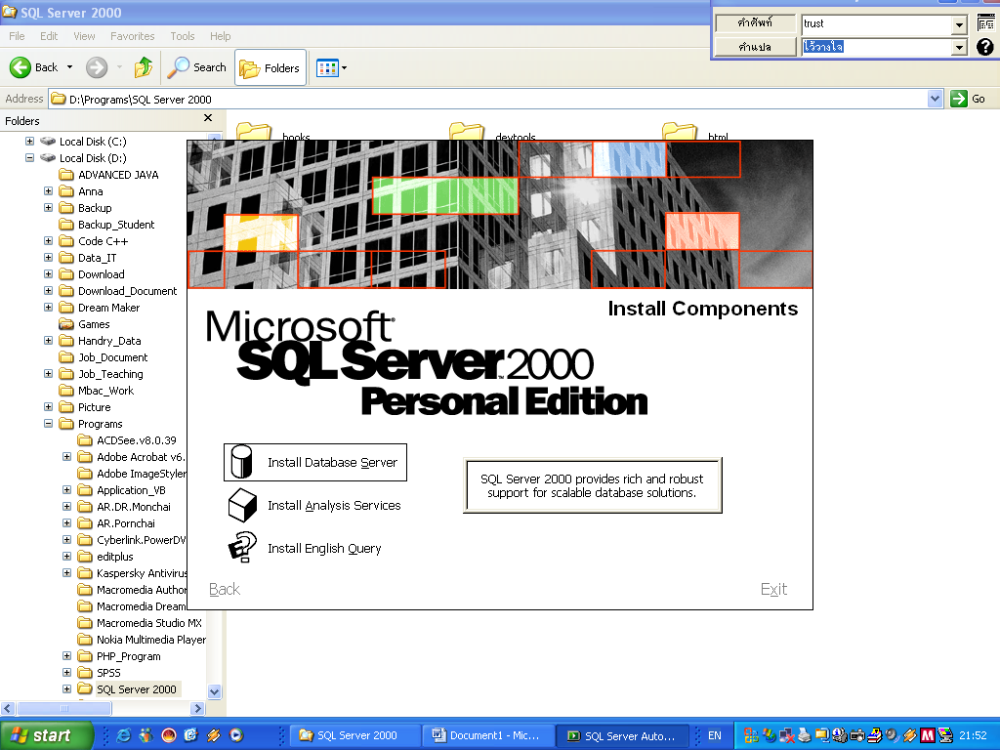 SQL Server 2000
File Edit View Favorites Tools Help
คำศัพท์ trust
คำแปล ไว้วางใจ
Back Search Folders
Address D:\Programs\SQL Server 2000 Go
Folders
Local Disk (C:)
Local Disk (D:)
ADVANCED JAVA
Anna
Backup
Backup_Student
Code C++
Data_IT
Download
Download_Document
Dream Maker
Games
Handry_Data
Job_Document
Job_Teaching
Mbac_Work
Picture
Programs
ACDSee.v8.0.39
Adobe Acrobat v6.
Adobe ImageStyler
Application_VB
AR.DR.Monchai
AR.Pornchai
Cyberlink.PowerDV
editplus
Kaspersky Antivirus
Macromedia Author
Macromedia Dream
Macromedia Studio MX
Nokia Multimedia Player
PHP_Program
SPSS
SQL Server 2000
books devtools html
Install Components
Microsoft®
SQL Server™ 2000
Personal Edition
Install Database Server
Install Analysis Services
Install English Query
SQL Server 2000 provides rich and robust
support for scalable database solutions.
Back Exit
start SQL Server 2000 Document1 - Mic... SQL Server Auto... EN 21:52